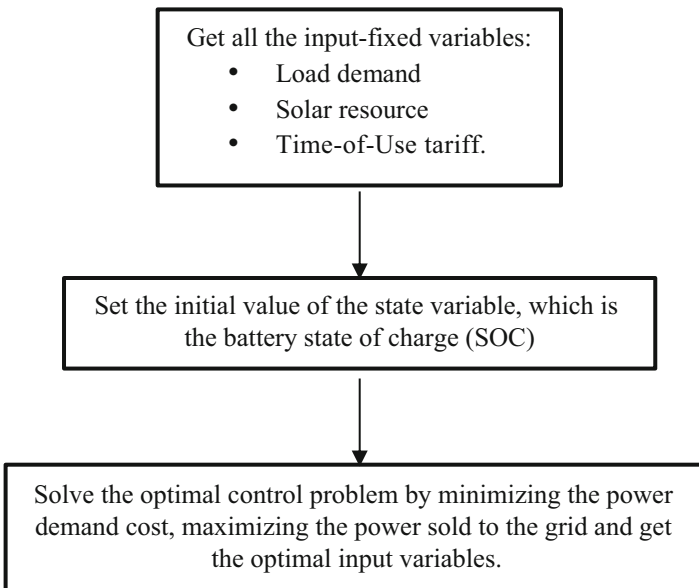 Get all the input-fixed variables:
• Load demand
• Solar resource
• Time-of-Use tariff.
Set the initial value of the state variable, which is
the battery state of charge (SOC)
Solve the optimal control problem by minimizing the power
demand cost, maximizing the power sold to the grid and get
the optimal input variables.